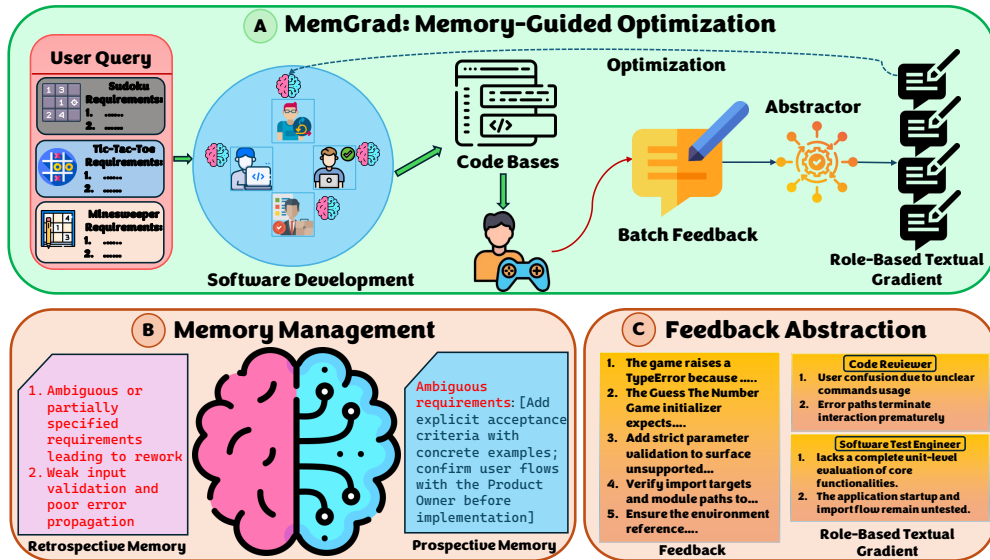 A MemGrad: Memory-Guided Optimization
User Query
1 3
1
2 4
Sudoku
Requirements:
1. ......
2. ......
Tic-Tac-Toe
Requirements:
1. ......
2. ......
4
1
3
Minesweeper
Requirements:
1. ......
2. ......
</>
Software Development
</>
Code Bases
Optimization
Batch Feedback
Abstractor
Role-Based Textual
Gradient
B Memory Management
1. Ambiguous or
partially
specified
requirements
leading to rework
2. Weak input
validation and
poor error
propagation
Retrospective Memory
Ambiguous
requirements: [Add
explicit acceptance
criteria with
concrete examples;
confirm user flows
with the Product
Owner before
implementation]
Prospective Memory
C Feedback Abstraction
1. The game raises a
TypeError because .....
2. The Guess The Number
Game initializer
expects....
3. Add strict parameter
validation to surface
unsupported...
4. Verify import targets
and module paths to...
5. Ensure the environment
reference....
Feedback
Code Reviewer
1. User confusion due to unclear
commands usage
2. Error paths terminate
interaction prematurely
Software Test Engineer
1. lacks a complete unit-level
evaluation of core
functionalities.
2. The application startup and
import flow remain untested.
Role-Based Textual
Gradient